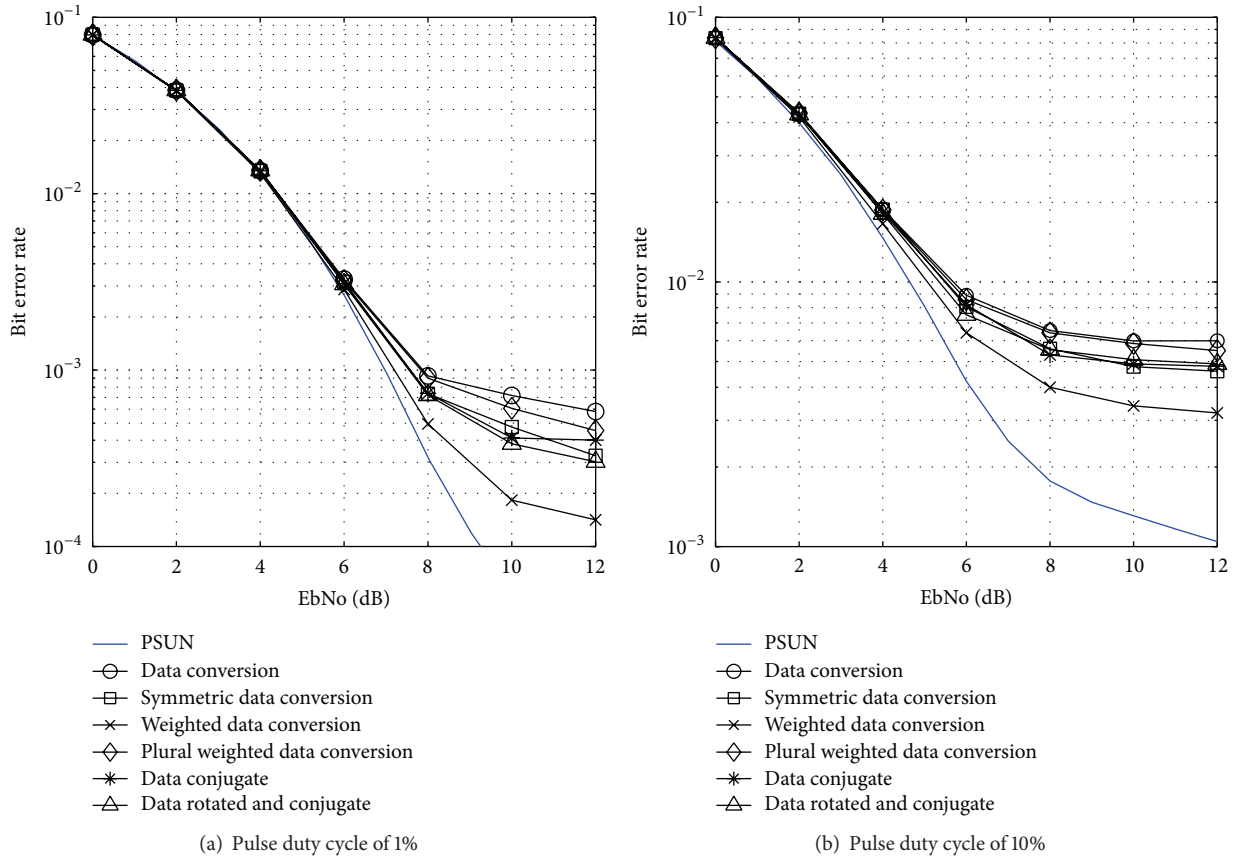 10^−1
10^−2
10^−3
10^−4
Bit error rate
0 2 4 6 8 10 12
EbNo (dB)
PSUN
Data conversion
Symmetric data conversion
Weighted data conversion
Plural weighted data conversion
Data conjugate
Data rotated and conjugate
(a) Pulse duty cycle of 1%
10^−1
10^−2
10^−3
Bit error rate
0 2 4 6 8 10 12
EbNo (dB)
PSUN
Data conversion
Symmetric data conversion
Weighted data conversion
Plural weighted data conversion
Data conjugate
Data rotated and conjugate
(b) Pulse duty cycle of 10%